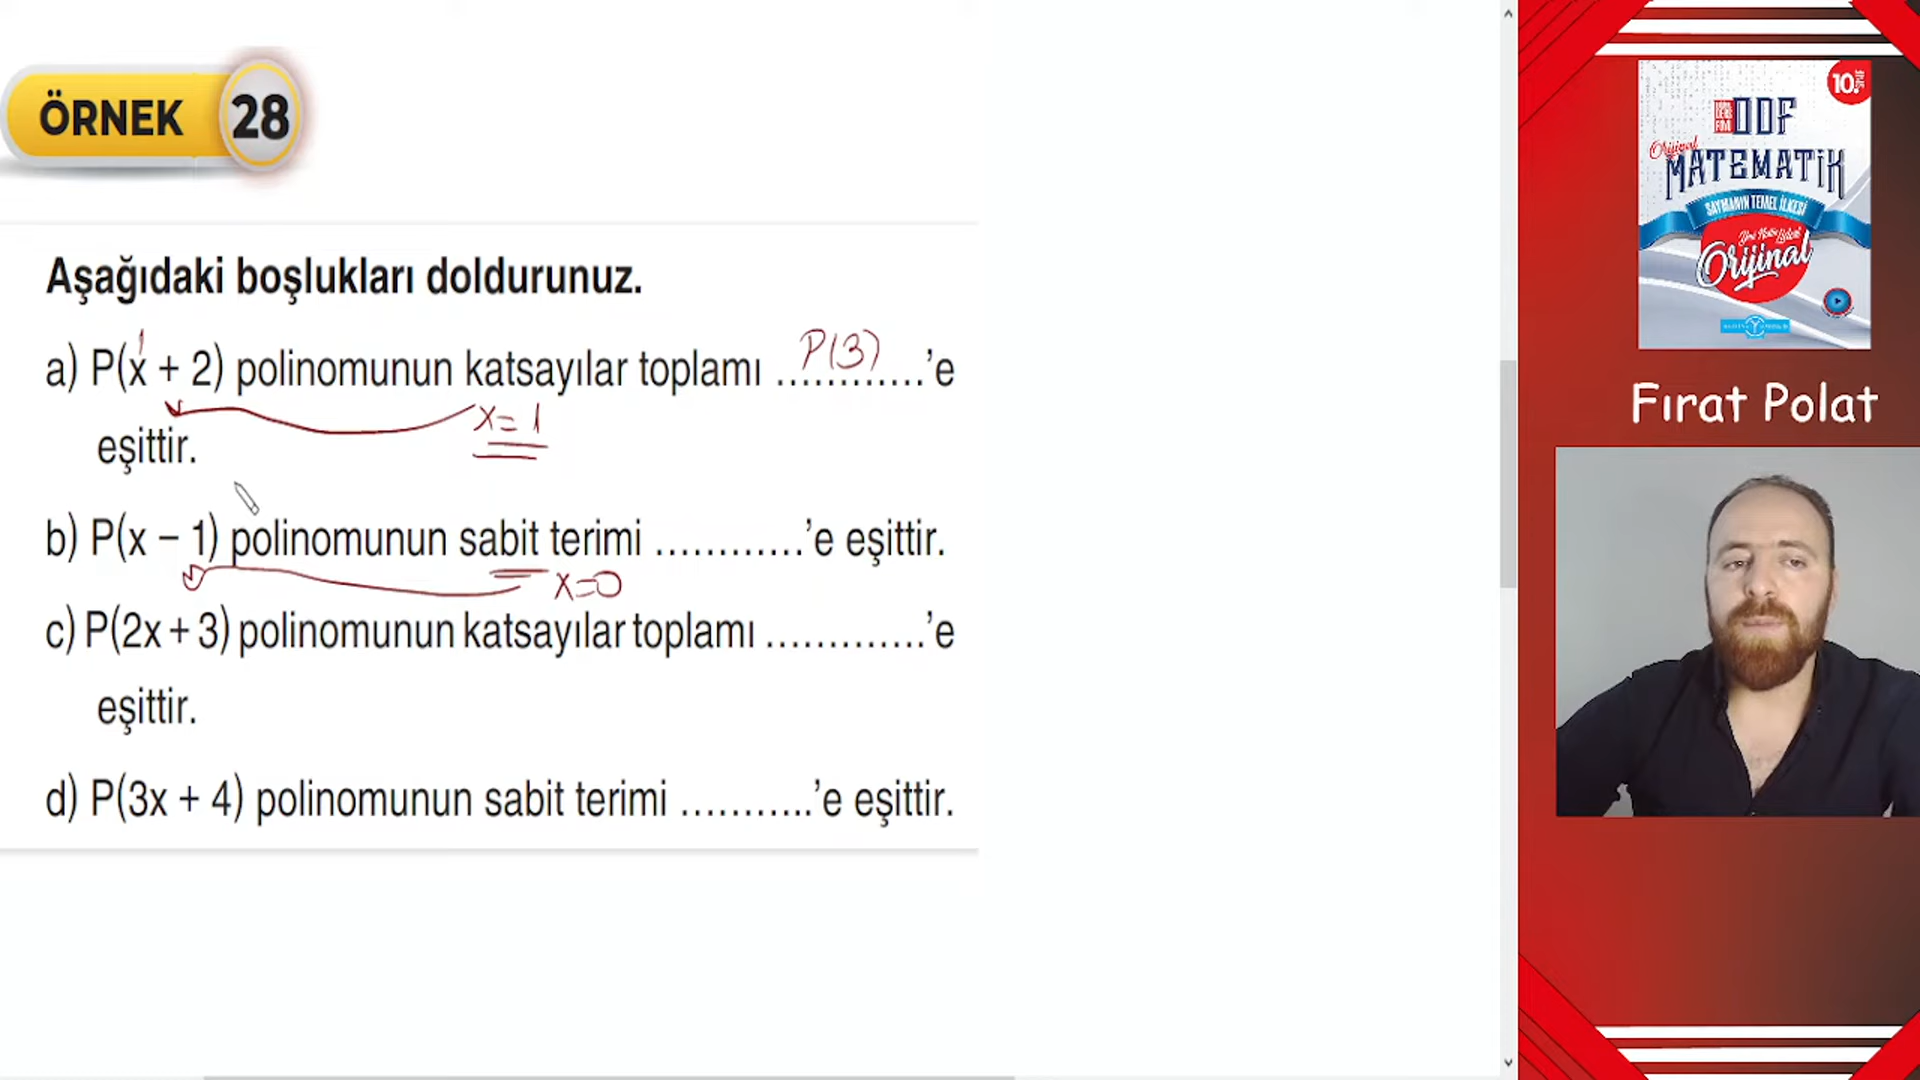 ÖRNEK 28
Aşağıdaki boşlukları doldurunuz.
1
P(3)
a) P(x + 2) polinomunun katsayılar toplamı ............'e
x = 1
eşittir.
b) P(x − 1) polinomunun sabit terimi ............'e eşittir.
x=0
c) P(2x + 3) polinomunun katsayılar toplamı .............'e
eşittir.
d) P(3x + 4) polinomunun sabit terimi ...........'e eşittir.
10.
ODF
Orijinal
MATEMATİK
SAYMANIN TEMEL İLKESİ
Orijinal
Fırat Polat